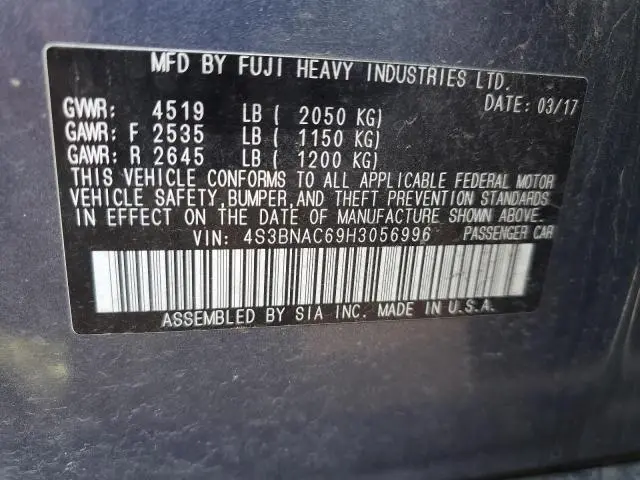 MFD BY FUJI HEAVY INDUSTRIES LTD.
DATE: 03/17
GVWR: 4519 LB ( 2050 KG)
GAWR: F 2535 LB ( 1150 KG)
GAWR: R 2645 LB ( 1200 KG)
THIS VEHICLE CONFORMS TO ALL APPLICABLE FEDERAL MOTOR
VEHICLE SAFETY, BUMPER, AND THEFT PREVENTION STANDARDS
IN EFFECT ON THE DATE OF MANUFACTURE SHOWN ABOVE.
VIN: 4S3BNAC69H3056996 PASSENGER CAR
ASSEMBLED BY SIA INC. MADE IN U.S.A.